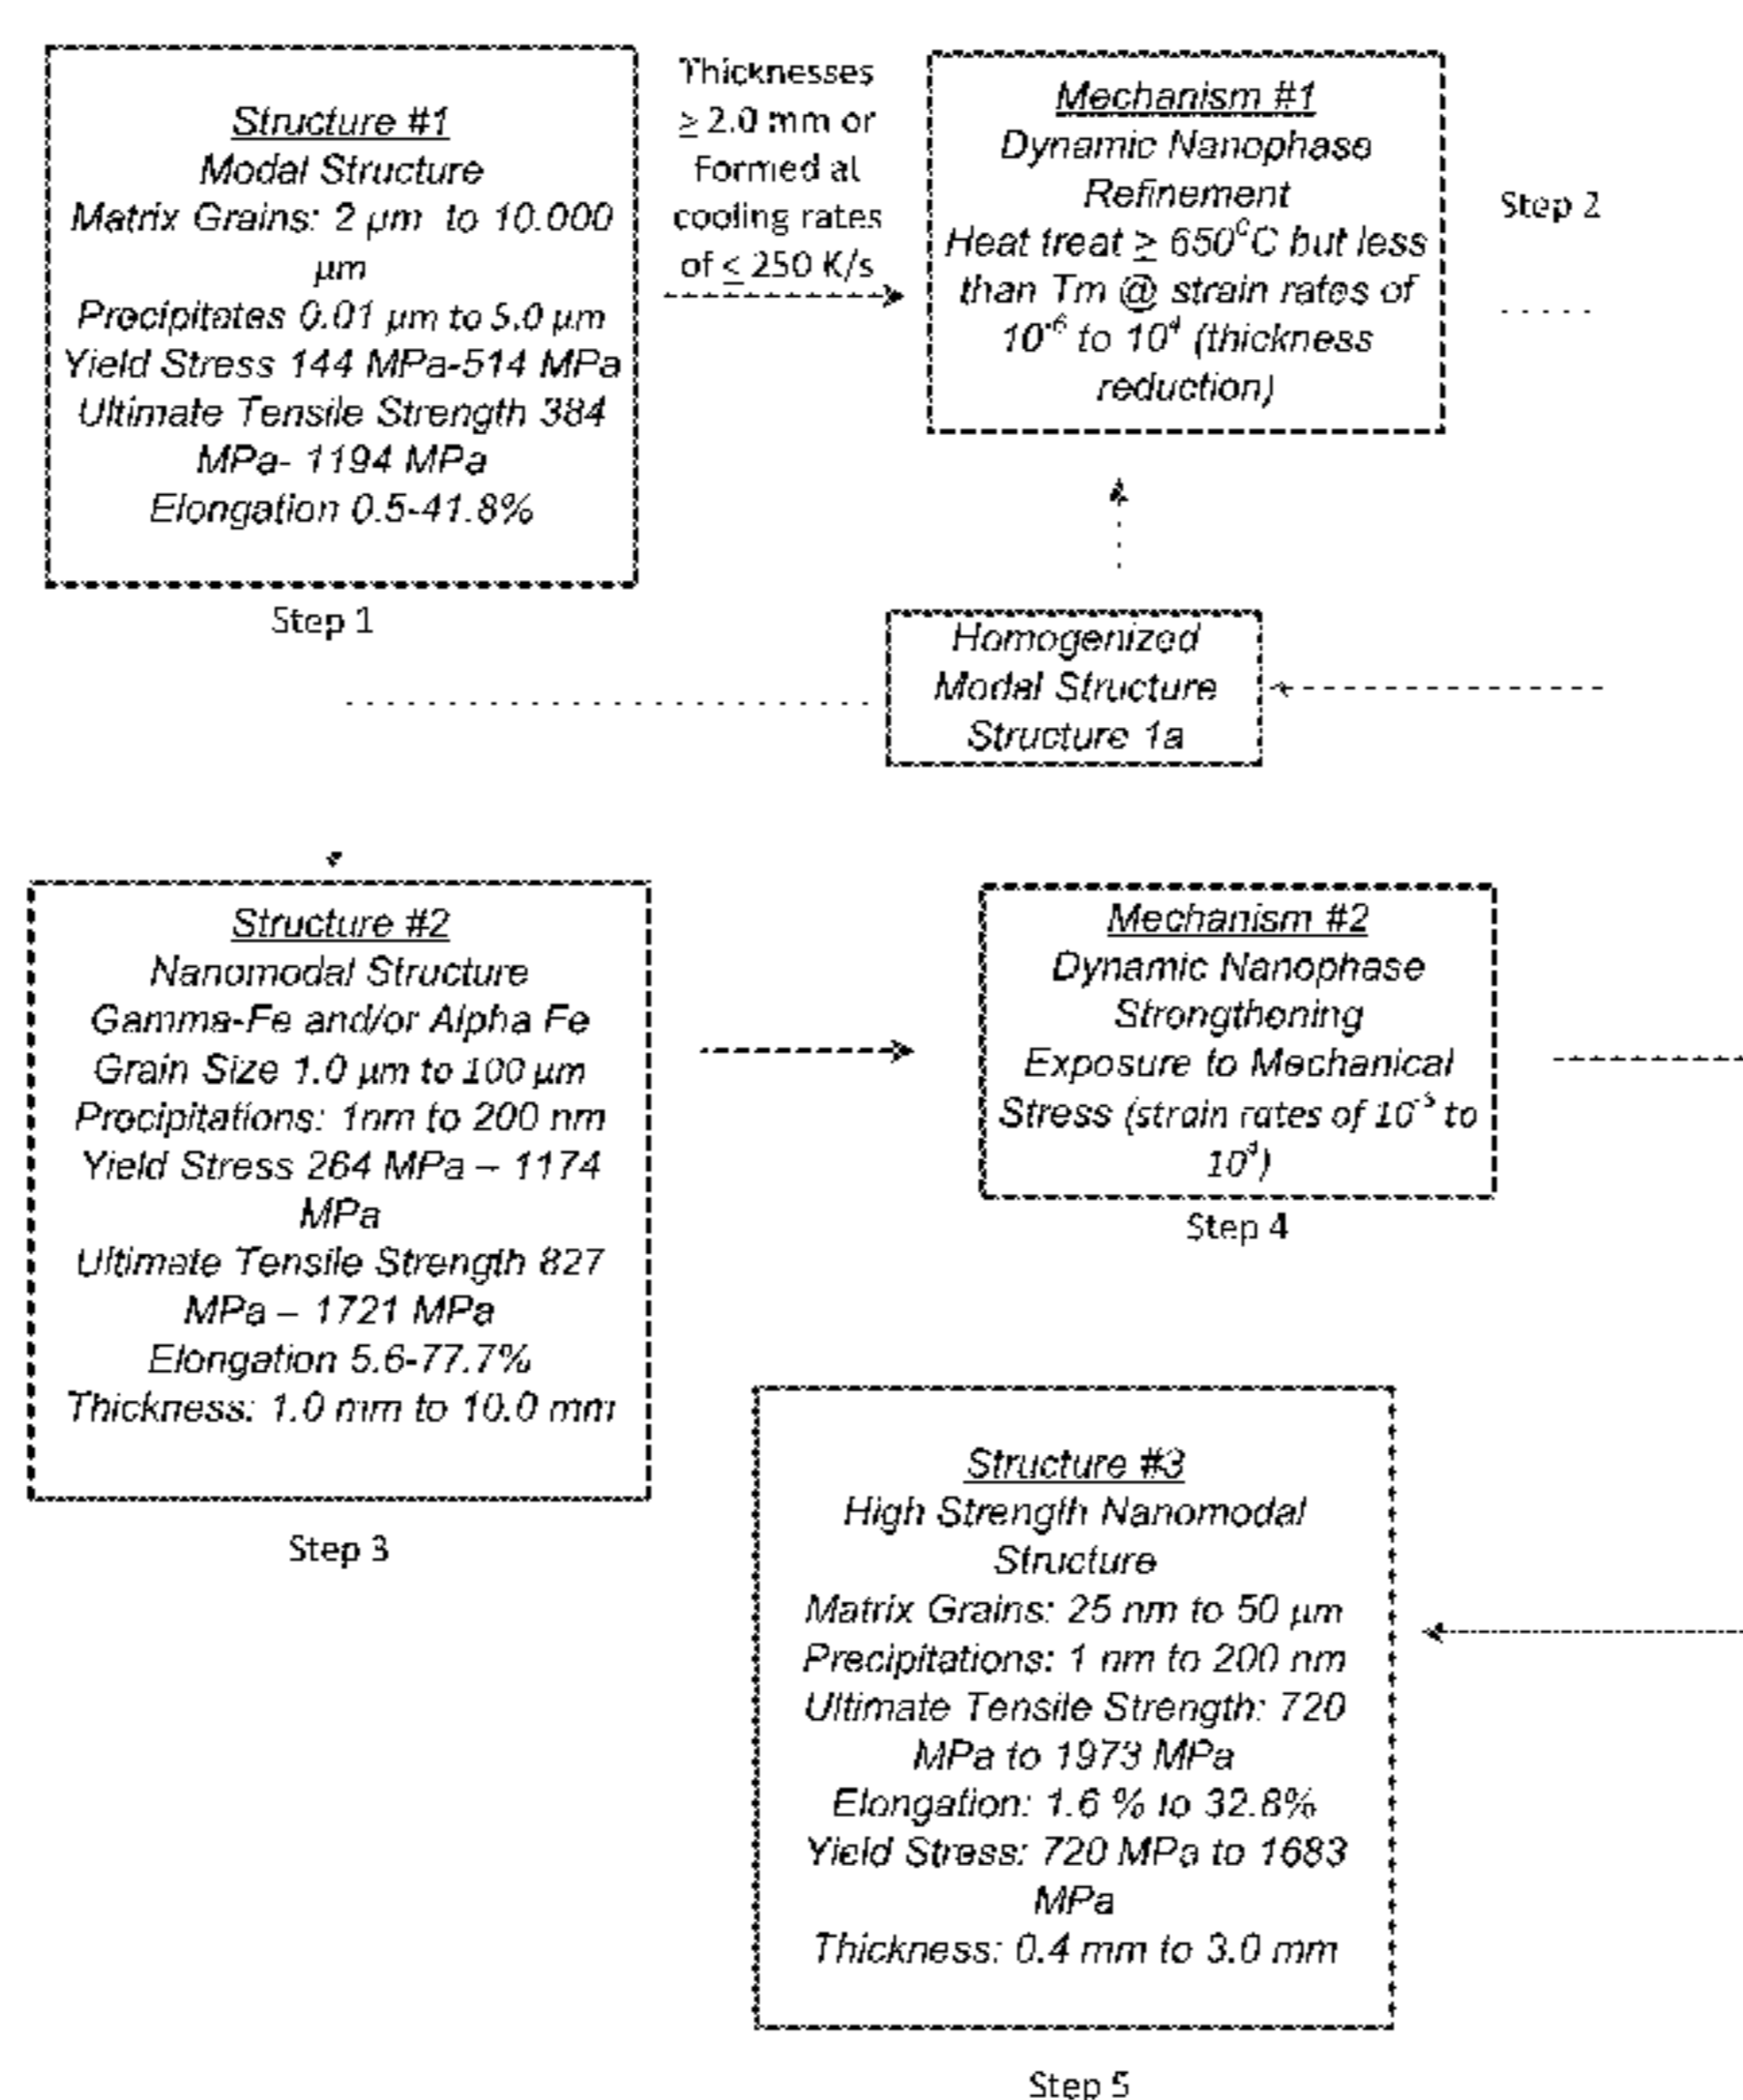 Structure #1
Modal Structure
Matrix Grains: 2 µm to 10.000
µm
Precipitates 0.01 µm to 5.0 µm
Yield Stress 144 MPa-514 MPa
Ultimate Tensile Strength 384
MPa- 1194 MPa
Elongation 0.5-41.8%
Step 1
Thicknesses
≥ 2.0 mm or
Formed at
cooling rates
of ≤ 250 K/s
Mechanism #1
Dynamic Nanophase
Refinement
Heat treat ≥ 650⁰C but less
than Tm @ strain rates of
10⁻⁶ to 10⁴ (thickness
reduction)
Step 2
Homogenized
Modal Structure
Structure 1a
Structure #2
Nanomodal Structure
Gamma-Fe and/or Alpha Fe
Grain Size 1.0 µm to 100 µm
Precipitations: 1nm to 200 nm
Yield Stress 264 MPa – 1174
MPa
Ultimate Tensile Strength 827
MPa – 1721 MPa
Elongation 5.6-77.7%
Thickness: 1.0 mm to 10.0 mm
Step 3
Mechanism #2
Dynamic Nanophase
Strengthening
Exposure to Mechanical
Stress (strain rates of to
)
Step 4
Structure #3
High Strength Nanomodal
Structure
Matrix Grains: 25 nm to 50 µm
Precipitations: 1 nm to 200 nm
Ultimate Tensile Strength: 720
MPa to 1973 MPa
Elongation: 1.6 % to 32.8%
Yield Stress: 720 MPa to 1683
MPa
Thickness: 0.4 mm to 3.0 mm
Step 5